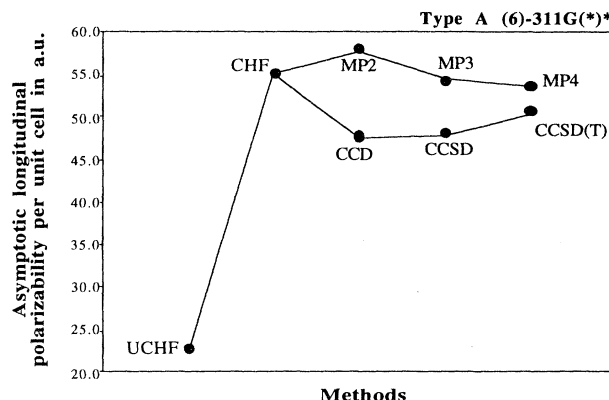 Type A (6)-311G(*)*
Asymptotic longitudinal
polarizability per unit cell in a.u.
60.0
55.0
50.0
45.0
40.0
35.0
30.0
25.0
20.0
CHF
MP2
MP3
MP4
CCD
CCSD
CCSD(T)
UCHF
Methods